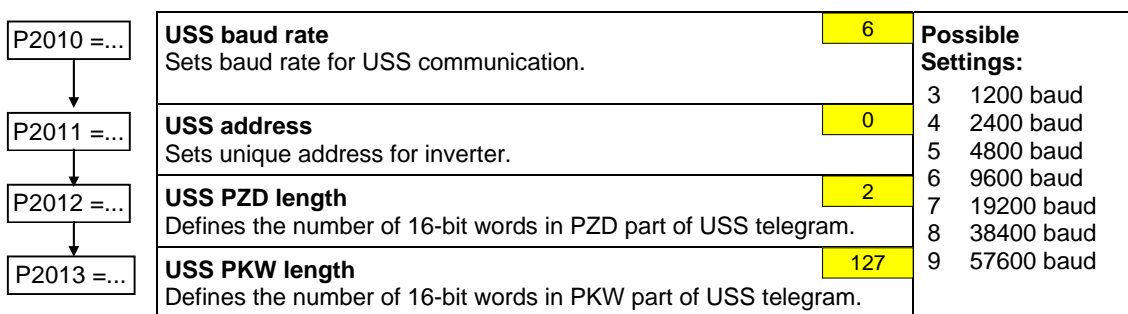 P2010 =...
USS baud rate
6
Sets baud rate for USS communication.
P2011 =...
USS address
0
Sets unique address for inverter.
P2012 =...
USS PZD length
2
Defines the number of 16-bit words in PZD part of USS telegram.
P2013 =...
USS PKW length
127
Defines the number of 16-bit words in PKW part of USS telegram.
Possible
Settings:
3 1200 baud
4 2400 baud
5 4800 baud
6 9600 baud
7 19200 baud
8 38400 baud
9 57600 baud